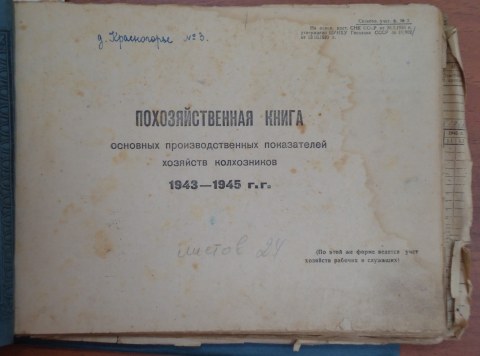 д. Красногорье №3.
ПОХОЗЯЙСТВЕННАЯ КНИГА
основных производственных показателей
хозяйств колхозников
1943—1945 г.г.
листов 24
(По этой же форме ведется учет
хозяйств рабочих и служащих)